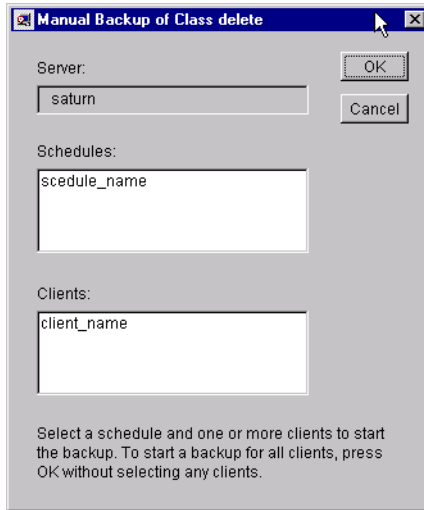 Manual Backup of Class delete
Server:
OK
saturn
Cancel
Schedules:
scedule_name
Clients:
client_name
Select a schedule and one or more clients to start
the backup. To start a backup for all clients, press
OK without selecting any clients.